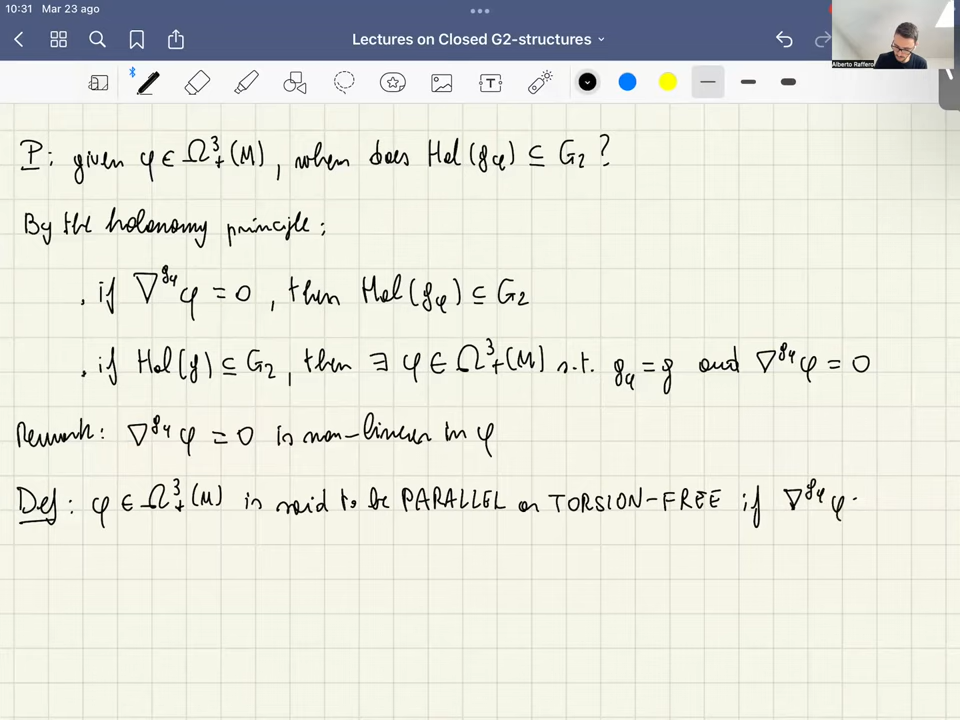 10:31 Mar 23 ago
Lectures on Closed G2-structures
Alberto Raffero
P: given φ ∈ Ω³₊(M), when does Hol(g_φ) ⊆ G₂?
By the holonomy principle:
. if ∇^{g_φ} φ = 0, then Hol(g_φ) ⊆ G₂
. if Hol(g) ⊆ G₂, then ∃ φ ∈ Ω³₊(M) s.t. g_φ = g and ∇^{g_φ} φ = 0
Remark: ∇^{g_φ} φ = 0 is non-linear in φ
Def: φ ∈ Ω³₊(M) is said to be PARALLEL or TORSION-FREE if ∇^{g_φ} φ